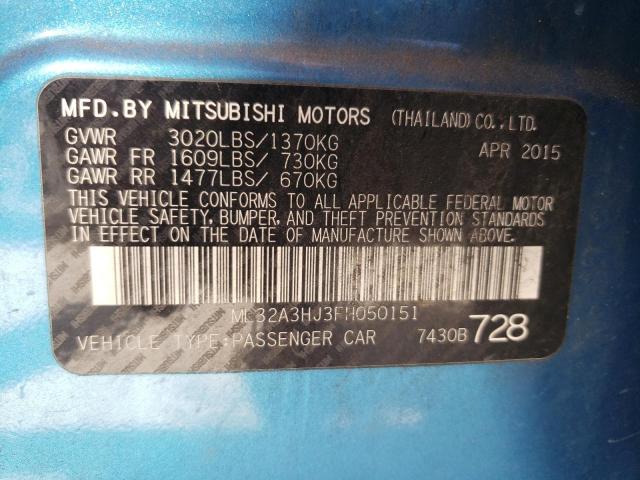 MFD.BY MITSUBISHI MOTORS (THAILAND) CO., LTD.
GVWR 3020LBS/1370KG APR 2015
GAWR FR 1609LBS/ 730KG
GAWR RR 1477LBS/ 670KG
THIS VEHICLE CONFORMS TO ALL APPLICABLE FEDERAL MOTOR
VEHICLE SAFETY, BUMPER, AND THEFT PREVENTION STANDARDS
IN EFFECT ON THE DATE OF MANUFACTURE SHOWN ABOVE.
ML32A3HJ3FH050151
VEHICLE TYPE:PASSENGER CAR 7430B 728